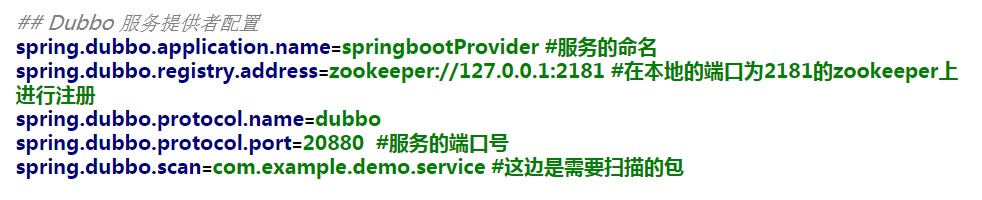 ## Dubbo 服务提供者配置
spring.dubbo.application.name=springbootProvider #服务的命名
spring.dubbo.registry.address=zookeeper://127.0.0.1:2181 #在本地的端口为2181的zookeeper上
进行注册
spring.dubbo.protocol.name=dubbo
spring.dubbo.protocol.port=20880  #服务的端口号
spring.dubbo.scan=com.example.demo.service #这边是需要扫描的包